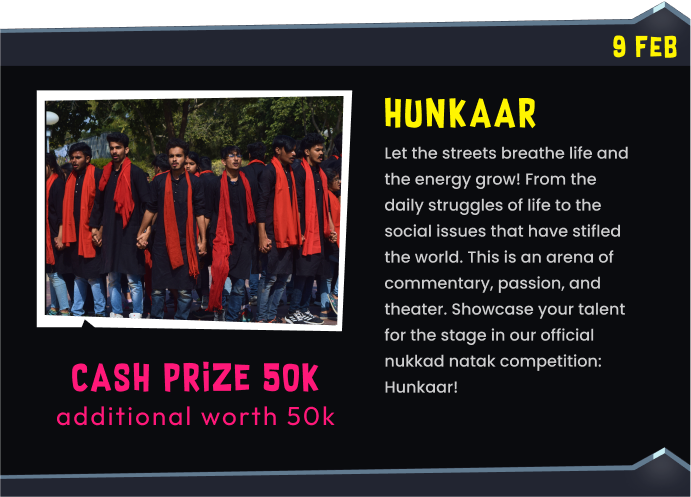 9 FEB
HUNKAAR
Let the streets breathe life and
the energy grow! From the
daily struggles of life to the
social issues that have stifled
the world. This is an arena of
commentary, passion, and
theater. Showcase your talent
for the stage in our official
nukkad natak competition:
Hunkaar!
CASH PRiZE 50K
additional worth 50k